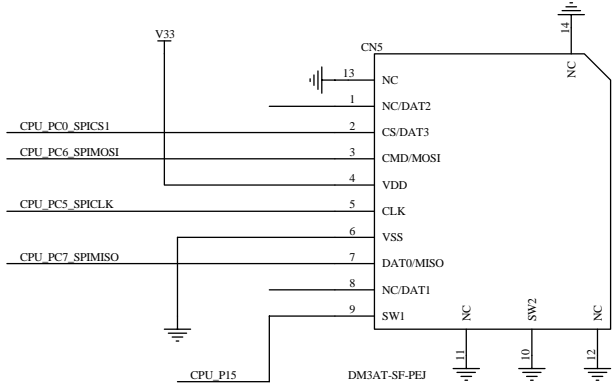 V33
CN5
14
NC
13 NC
1 NC/DAT2
CPU_PC0_SPICS1 2 CS/DAT3
CPU_PC6_SPIMOSI 3 CMD/MOSI
4 VDD
CPU_PC5_SPICLK 5 CLK
6 VSS
CPU_PC7_SPIMISO 7 DAT0/MISO
8 NC/DAT1
9 SW1
NC SW2 NC
11 10 12
CPU_P15 DM3AT-SF-PEJ